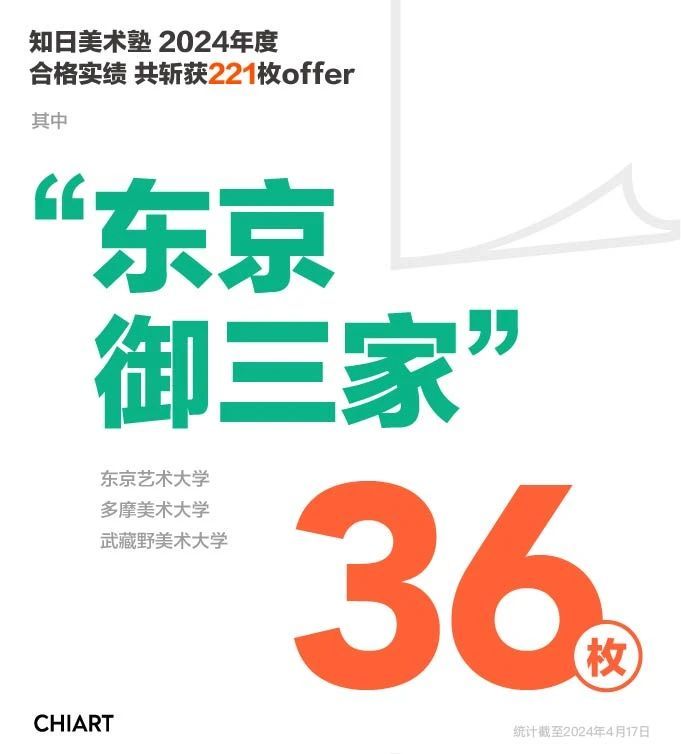 知日美术塾 2024年度
合格实绩 共斩获221枚offer
其中
“东京
御三家”
东京艺术大学
多摩美术大学
武藏野美术大学
36枚
CHIART
统计截至2024年4月17日